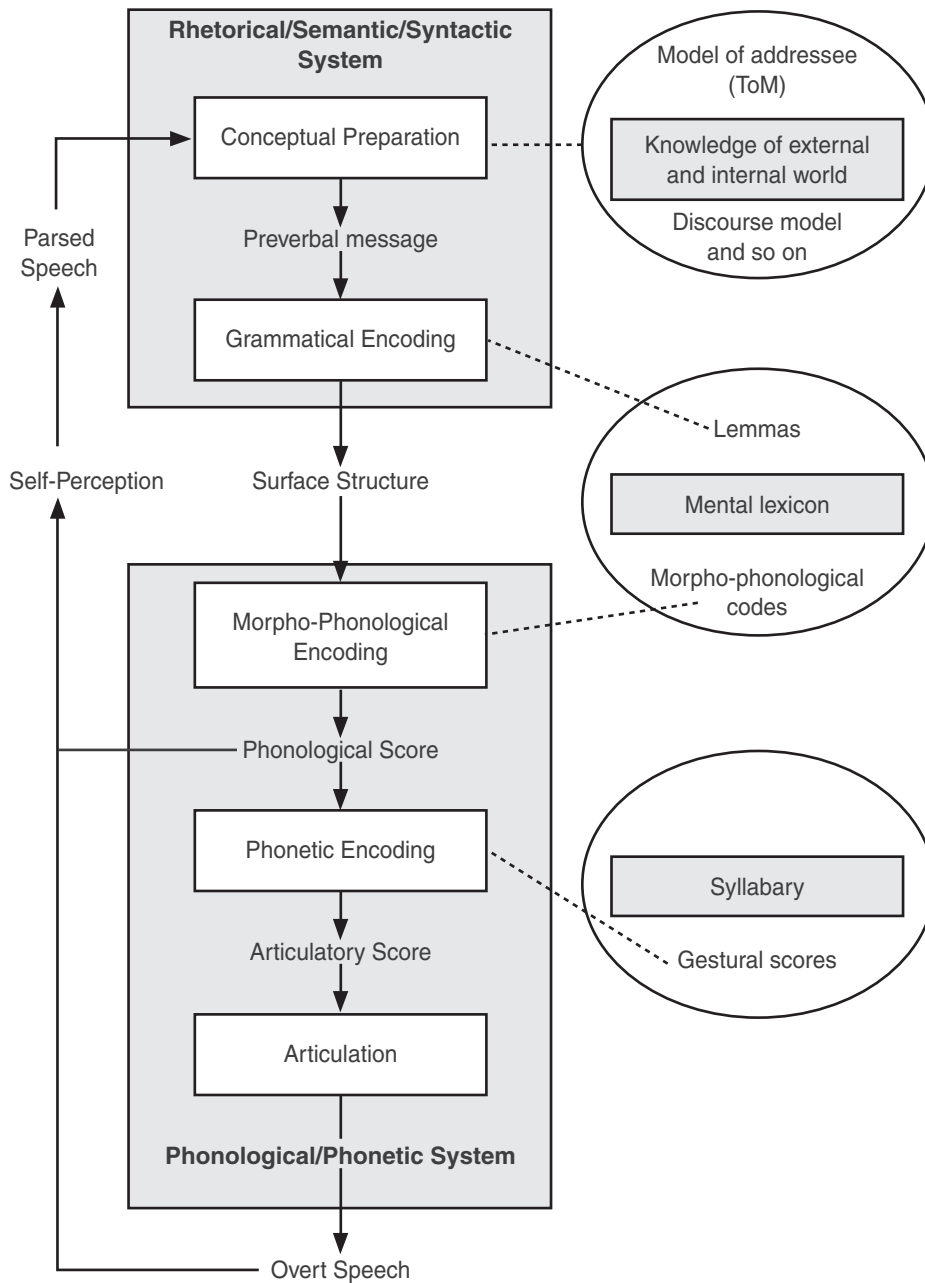 Rhetorical/Semantic/Syntactic
System
Conceptual Preparation
Preverbal message
Grammatical Encoding
Surface Structure
Morpho-Phonological
Encoding
Phonological Score
Phonetic Encoding
Articulatory Score
Articulation
Phonological/Phonetic System
Overt Speech
Parsed
Speech
Self-Perception
Model of addressee
(ToM)
Knowledge of external
and internal world
Discourse model
and so on
Lemmas
Mental lexicon
Morpho-phonological
codes
Syllabary
Gestural scores